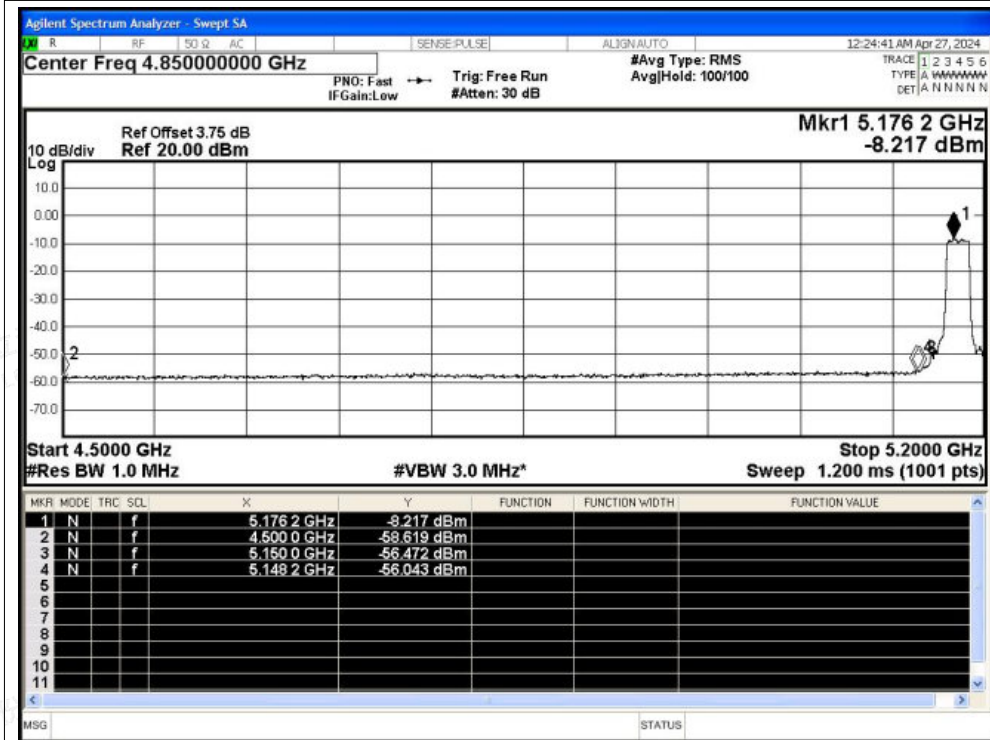 Agilent Spectrum Analyzer - Swept SA
LXI R RF 50 Ω AC SENSE:PULSE ALIGNAUTO 12:24:41 AM Apr 27, 2024
Center Freq 4.850000000 GHz
PNO: Fast
IFGain:Low
Trig: Free Run
#Atten: 30 dB
#Avg Type: RMS
Avg|Hold: 100/100
TRACE 1 2 3 4 5 6
TYPE A WWWWW
DET A N N N N N
Ref Offset 3.75 dB
10 dB/div Ref 20.00 dBm
Log
Mkr1 5.176 2 GHz
-8.217 dBm
10.0
0.00
-10.0
-20.0
-30.0
-40.0
-50.0
-60.0
-70.0
1
2
4
Start 4.5000 GHz Stop 5.2000 GHz
#Res BW 1.0 MHz #VBW 3.0 MHz* Sweep 1.200 ms (1001 pts)
MKR MODE TRC SCL X Y FUNCTION FUNCTION WIDTH FUNCTION VALUE
1 N f 5.176 2 GHz -8.217 dBm
2 N f 4.500 0 GHz -58.619 dBm
3 N f 5.150 0 GHz -56.472 dBm
4 N f 5.148 2 GHz -56.043 dBm
5
6
7
8
9
10
11
MSG STATUS